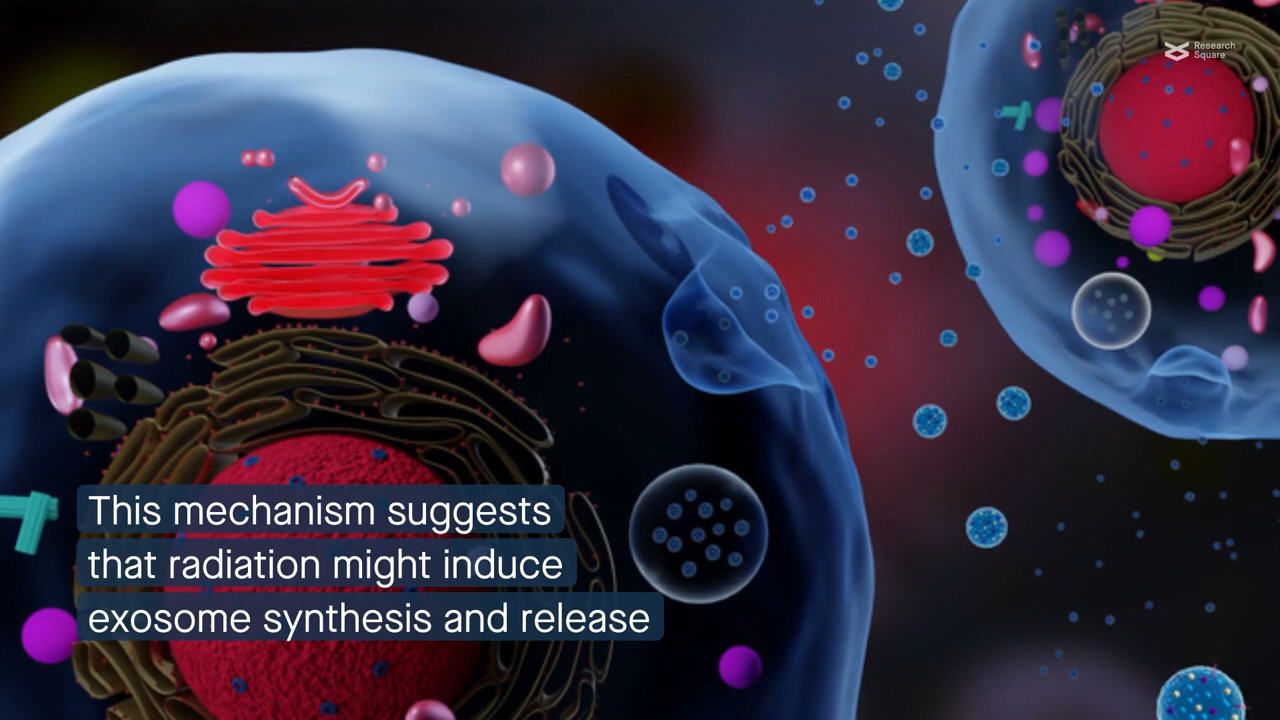 Research
Square
This mechanism suggests
that radiation might induce
exosome synthesis and release